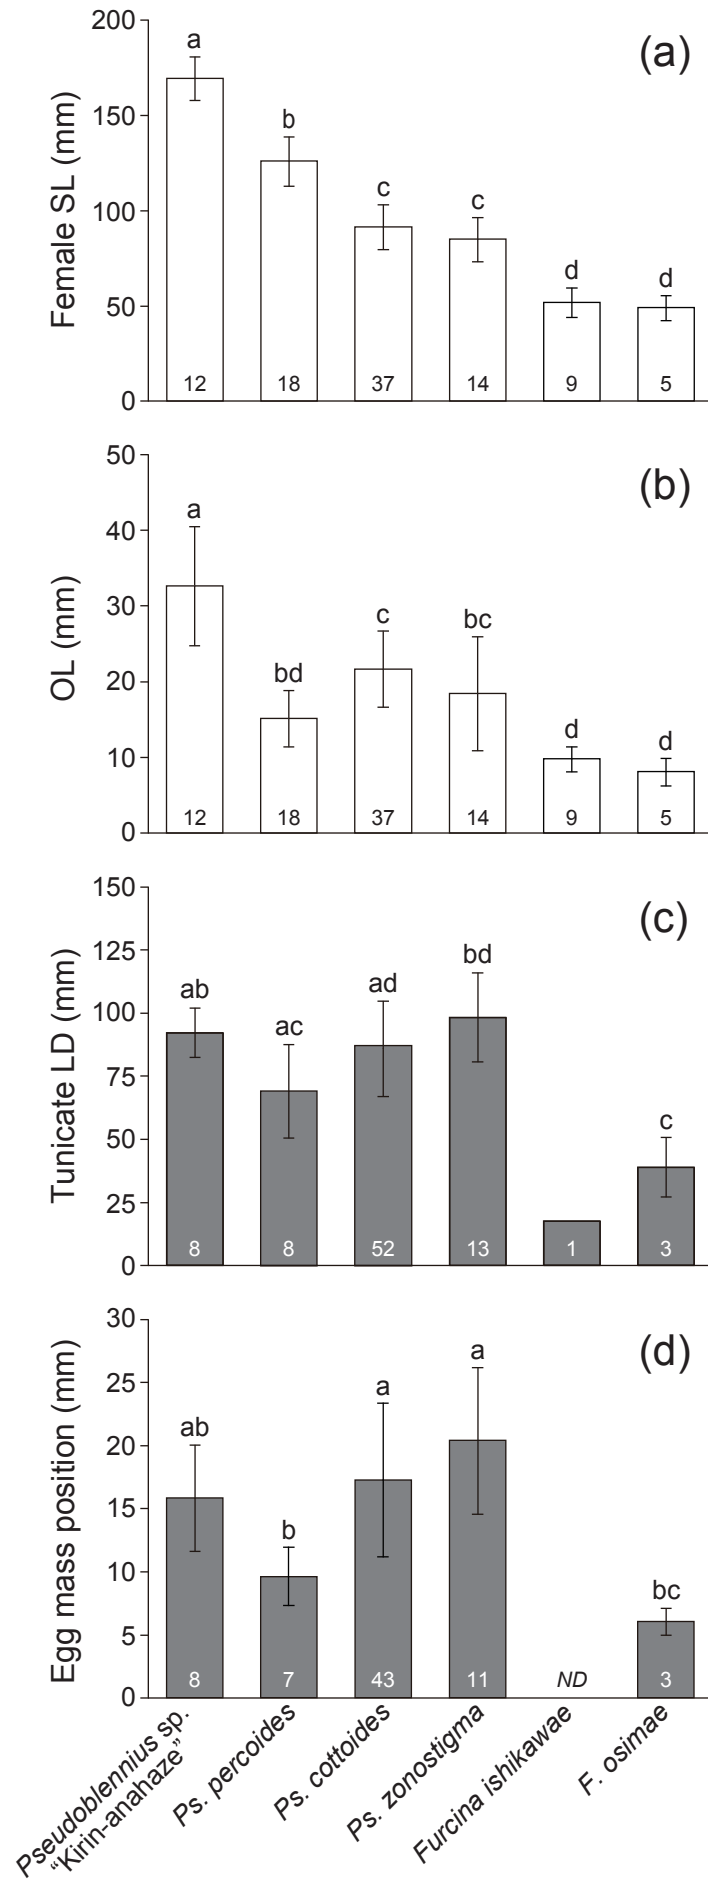 (a)
Female SL (mm)
200
150
100
50
0
a
b
c
c
d
d
12
18
37
14
9
5
(b)
OL (mm)
50
40
30
20
10
0
a
bd
c
bc
d
d
12
18
37
14
9
5
(c)
Tunicate LD (mm)
150
125
100
75
50
25
0
ab
ac
ad
bd
c
8
8
52
13
1
3
(d)
Egg mass position (mm)
30
25
20
15
10
5
0
ab
b
a
a
bc
8
7
43
11
ND
3
Pseudoblennius sp.
“Kirin-anahaze”
Ps. percoides
Ps. cottoides
Ps. zonostigma
Furcina ishikawae
F. osimae